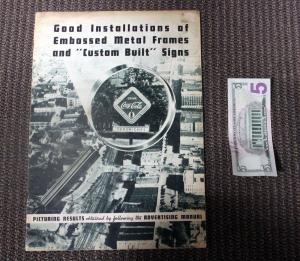 Good Installations of
Embossed Metal Frames
and "Custom Built" Signs
DRINK
Coca-Cola
PICTURING RESULTS obtained by following the ADVERTISING MANUAL
5